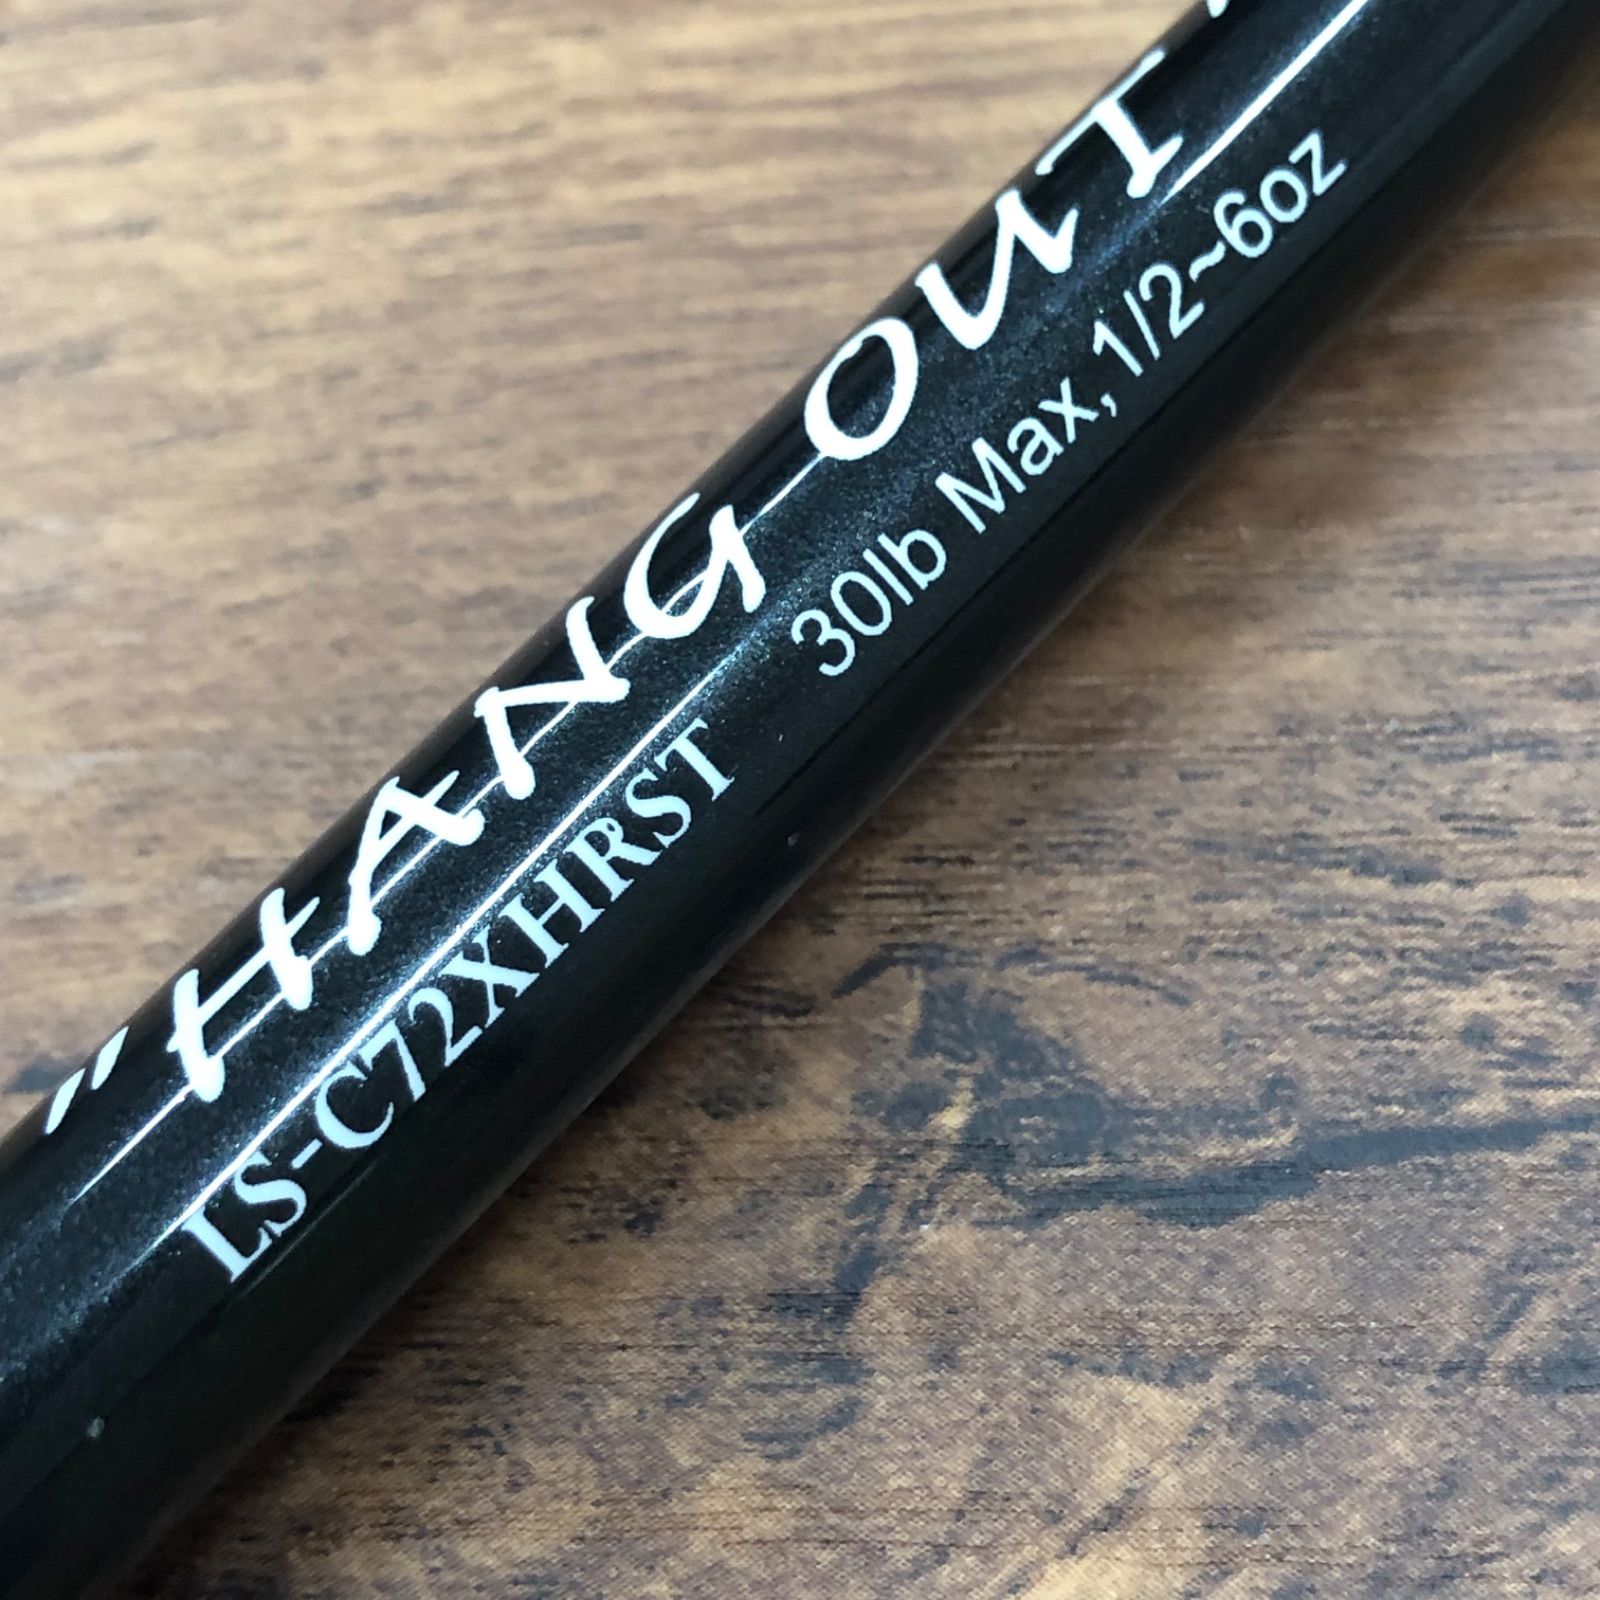 "HANG OUT"
LS-C72XHRST 30lb Max, 1/2~6oz